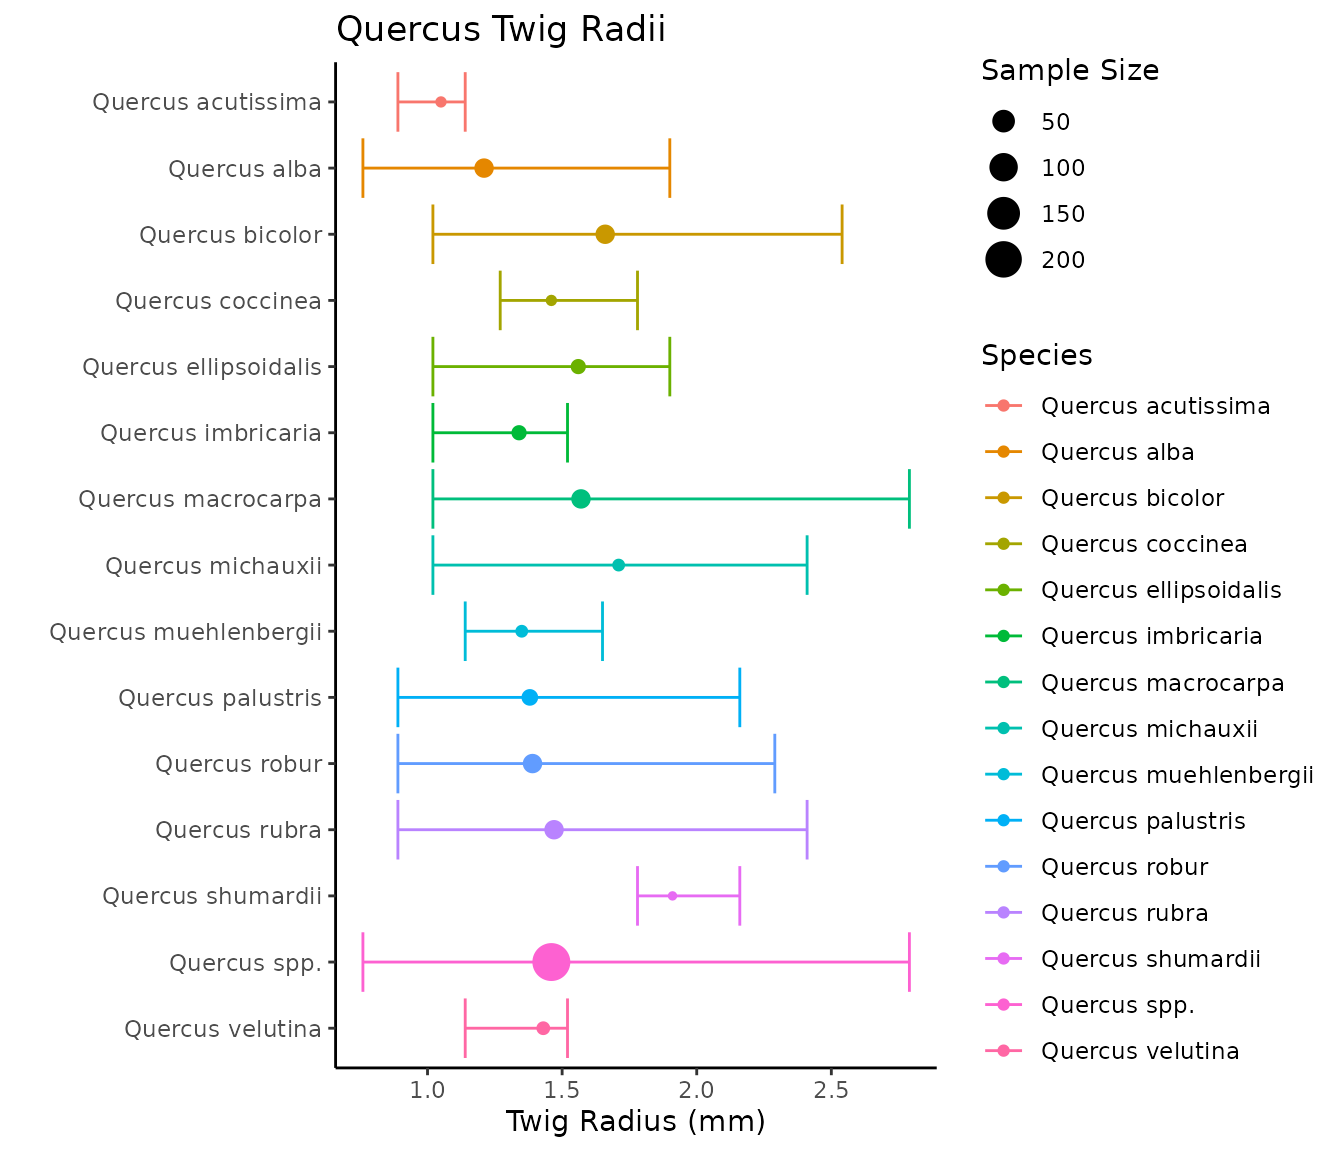 Quercus Twig Radii
Quercus acutissima
Quercus alba
Quercus bicolor
Quercus coccinea
Quercus ellipsoidalis
Quercus imbricaria
Quercus macrocarpa
Quercus michauxii
Quercus muehlenbergii
Quercus palustris
Quercus robur
Quercus rubra
Quercus shumardii
Quercus spp.
Quercus velutina
1.0 1.5 2.0 2.5
Twig Radius (mm)
Sample Size
50
100
150
200
Species
Quercus acutissima
Quercus alba
Quercus bicolor
Quercus coccinea
Quercus ellipsoidalis
Quercus imbricaria
Quercus macrocarpa
Quercus michauxii
Quercus muehlenbergii
Quercus palustris
Quercus robur
Quercus rubra
Quercus shumardii
Quercus spp.
Quercus velutina